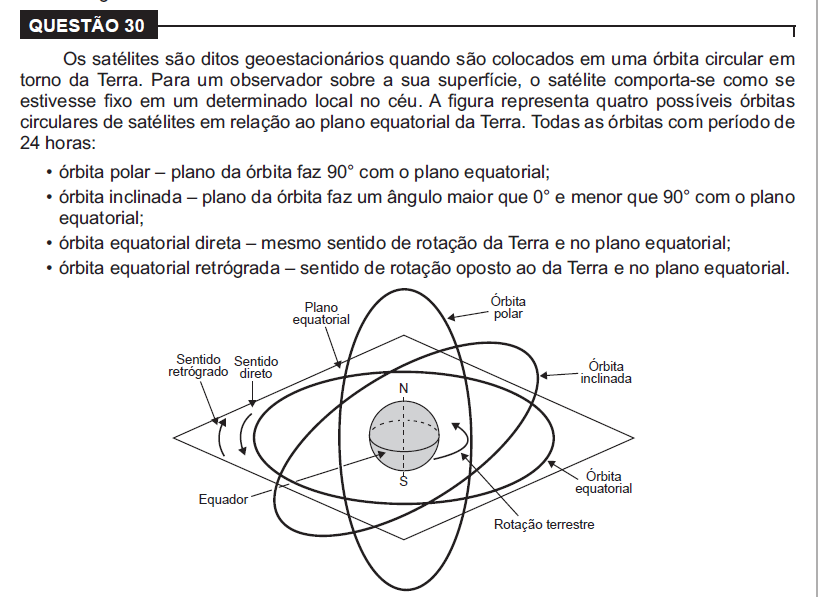 QUESTÃO 30
Os satélites são ditos geoestacionários quando são colocados em uma órbita circular em
torno da Terra. Para um observador sobre a sua superfície, o satélite comporta-se como se
estivesse fixo em um determinado local no céu. A figura representa quatro possíveis órbitas
circulares de satélites em relação ao plano equatorial da Terra. Todas as órbitas com período de
24 horas:
• órbita polar – plano da órbita faz 90° com o plano equatorial;
• órbita inclinada – plano da órbita faz um ângulo maior que 0° e menor que 90° com o plano
equatorial;
• órbita equatorial direta – mesmo sentido de rotação da Terra e no plano equatorial;
• órbita equatorial retrógrada – sentido de rotação oposto ao da Terra e no plano equatorial.
Órbita
polar
Plano
equatorial
Sentido
retrógrado
Sentido
direto
Órbita
inclinada
N
S
Equador
Órbita
equatorial
Rotação terrestre